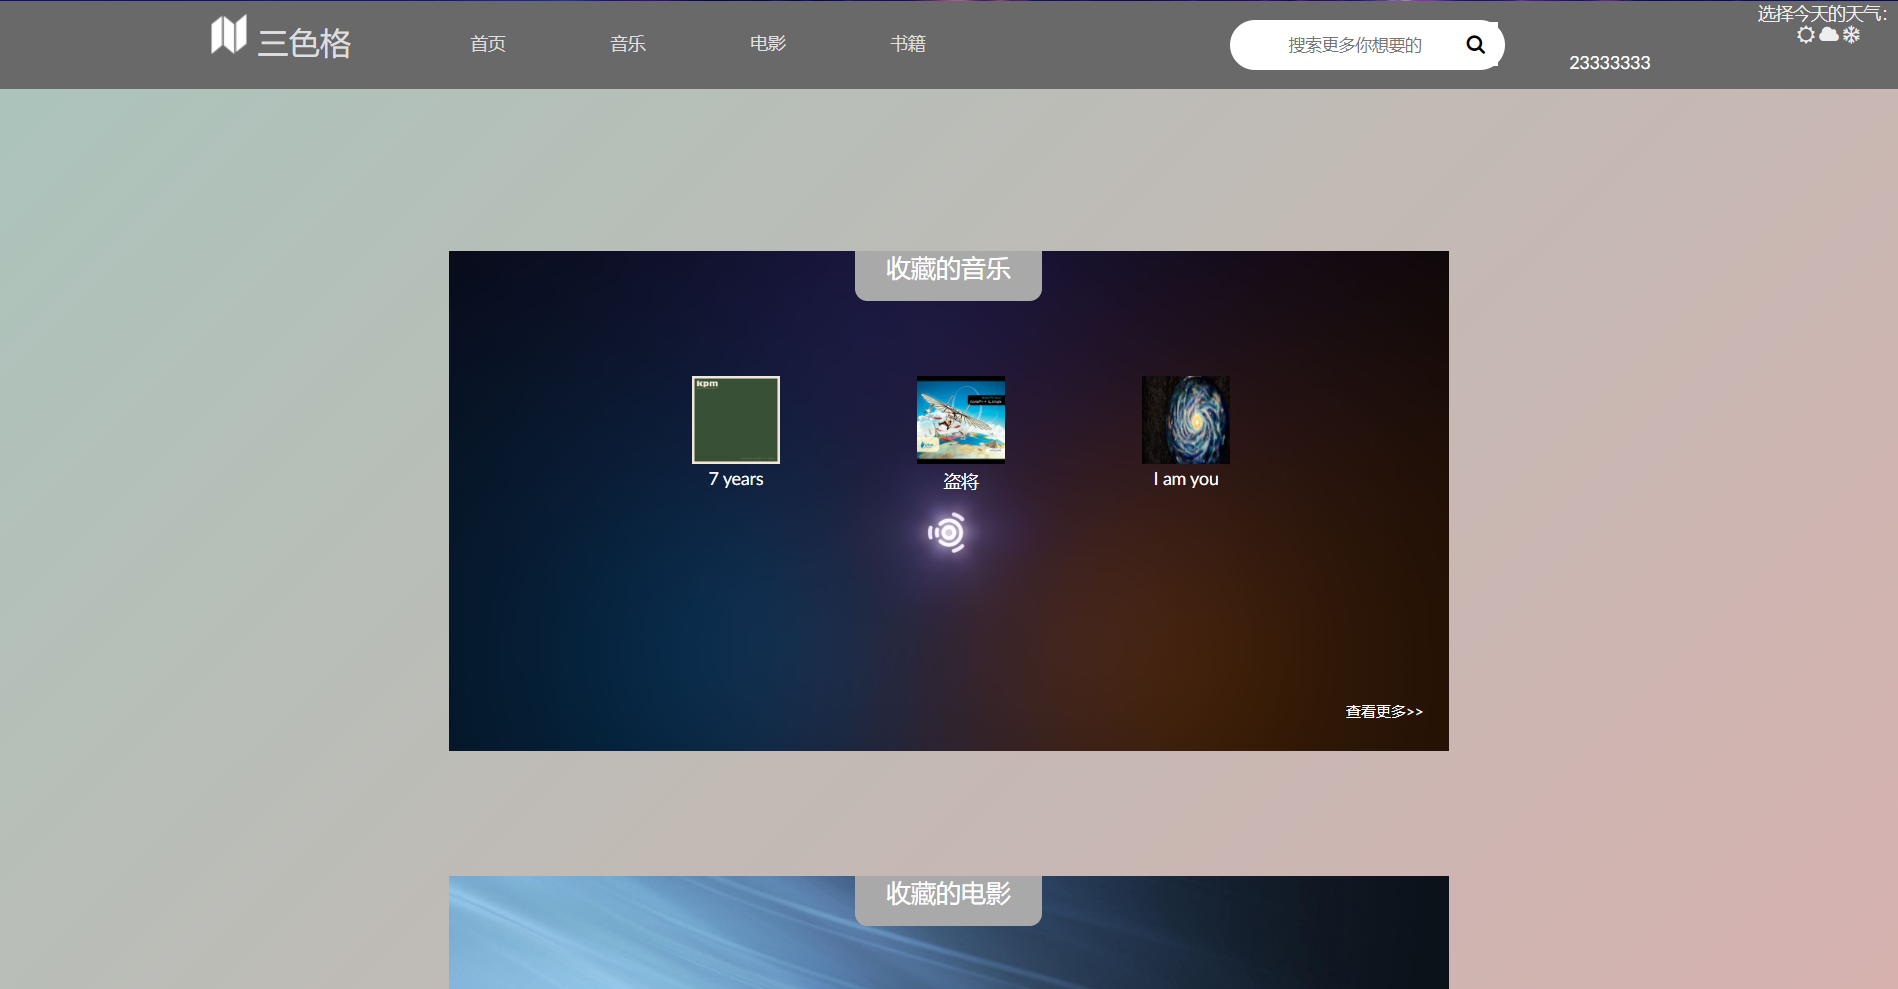 三色格
首页
音乐
电影
书籍
搜索更多你想要的
23333333
选择今天的天气：
收藏的音乐
kpm
7 years
盗将
I am you
查看更多>>
收藏的电影